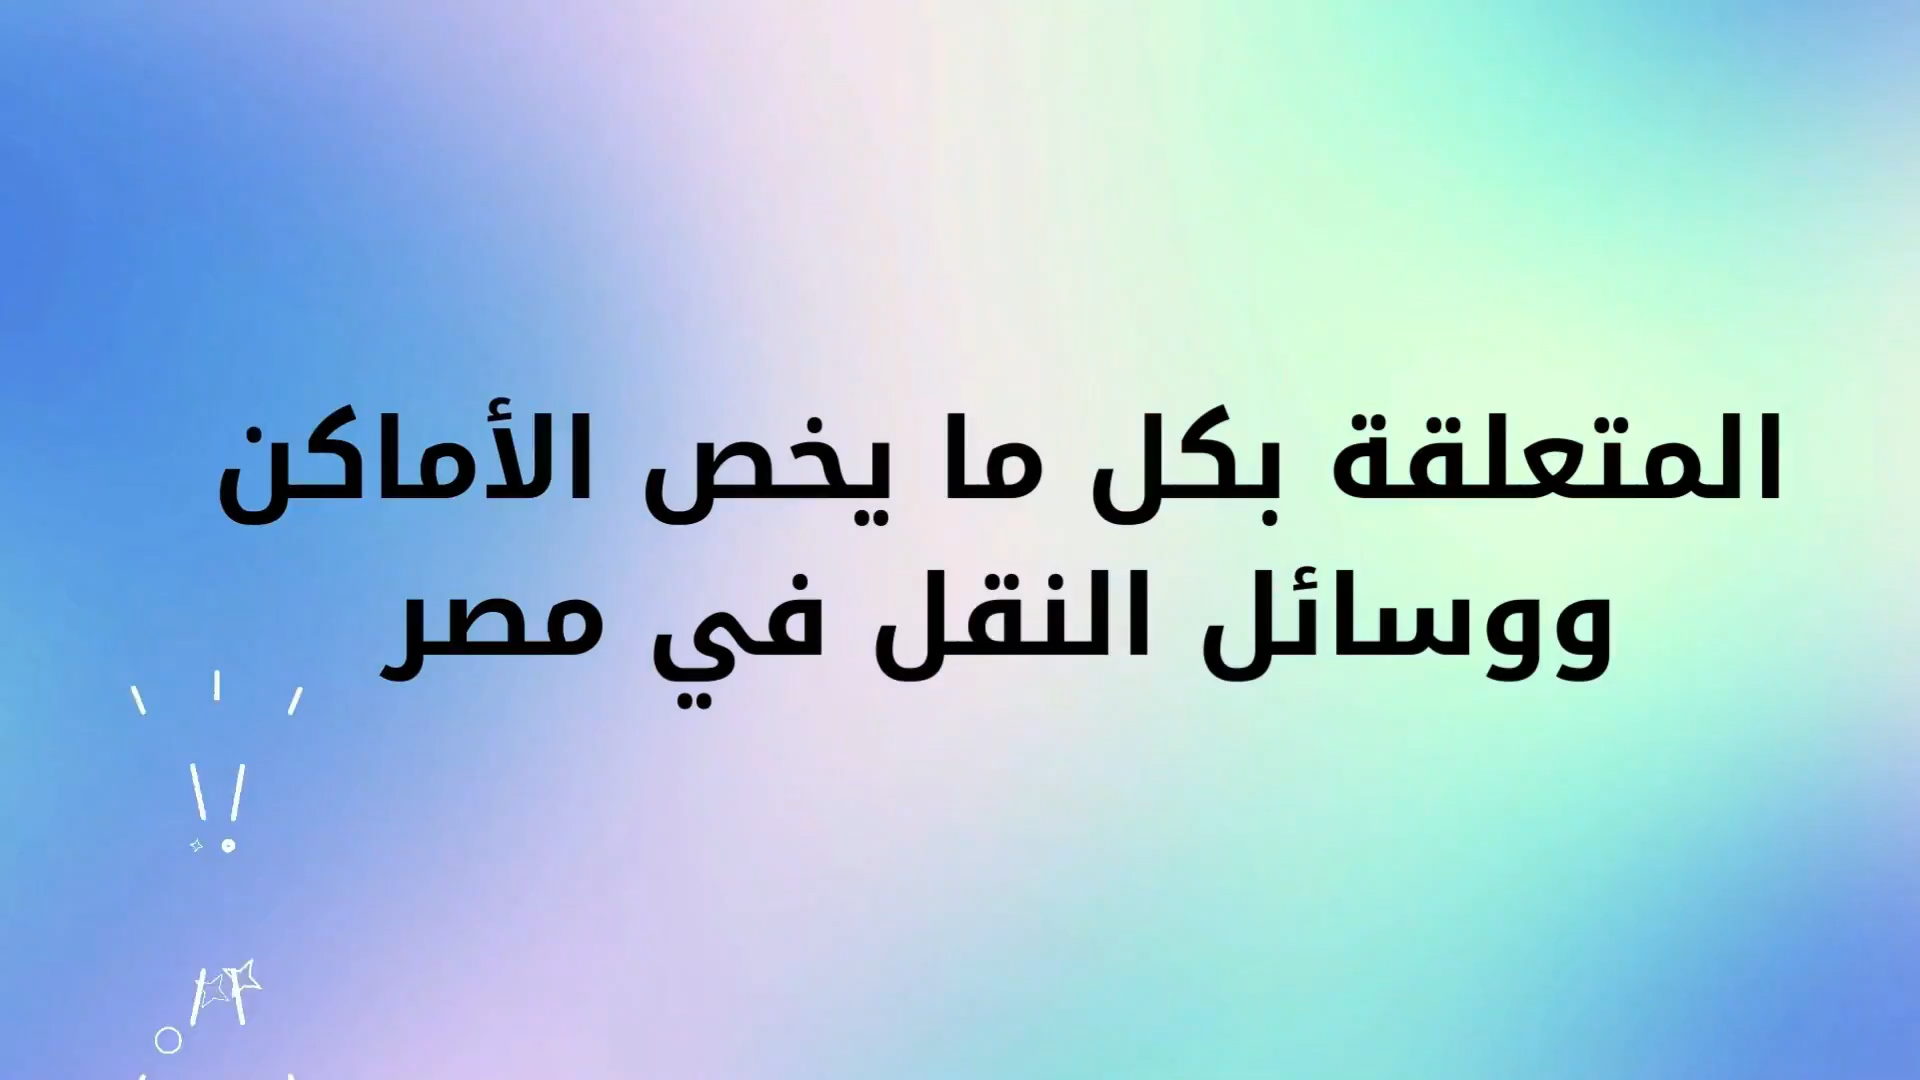 المتعلقة بكل ما يخص الأماكن
ووسائل النقل في مصر